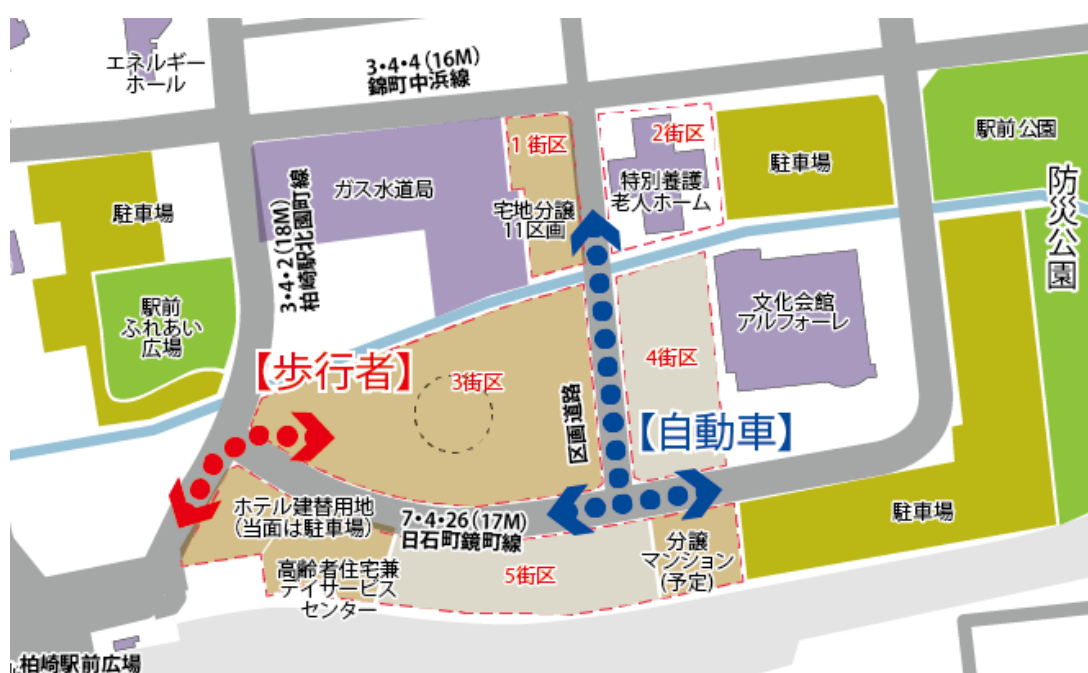 エネルギー
ホール
3・4・4(16M)
錦町中浜線
1街区
2街区
駅前公園
駐車場
ガス水道局
特別養護
老人ホーム
防災公園
駐車場
3・4・2(18M)
柏崎駅北園町線
宅地分譲
11区画
駅前
ふれあい
広場
文化会館
アルフォーレ
【歩行者】
3街区
4街区
区画道路
【自動車】
ホテル建替用地
(当面は駐車場)
7・4・26(17M)
日石町鏡町線
駐車場
高齢者住宅兼
デイサービス
センター
5街区
分譲
マンション
(予定)
柏崎駅前広場